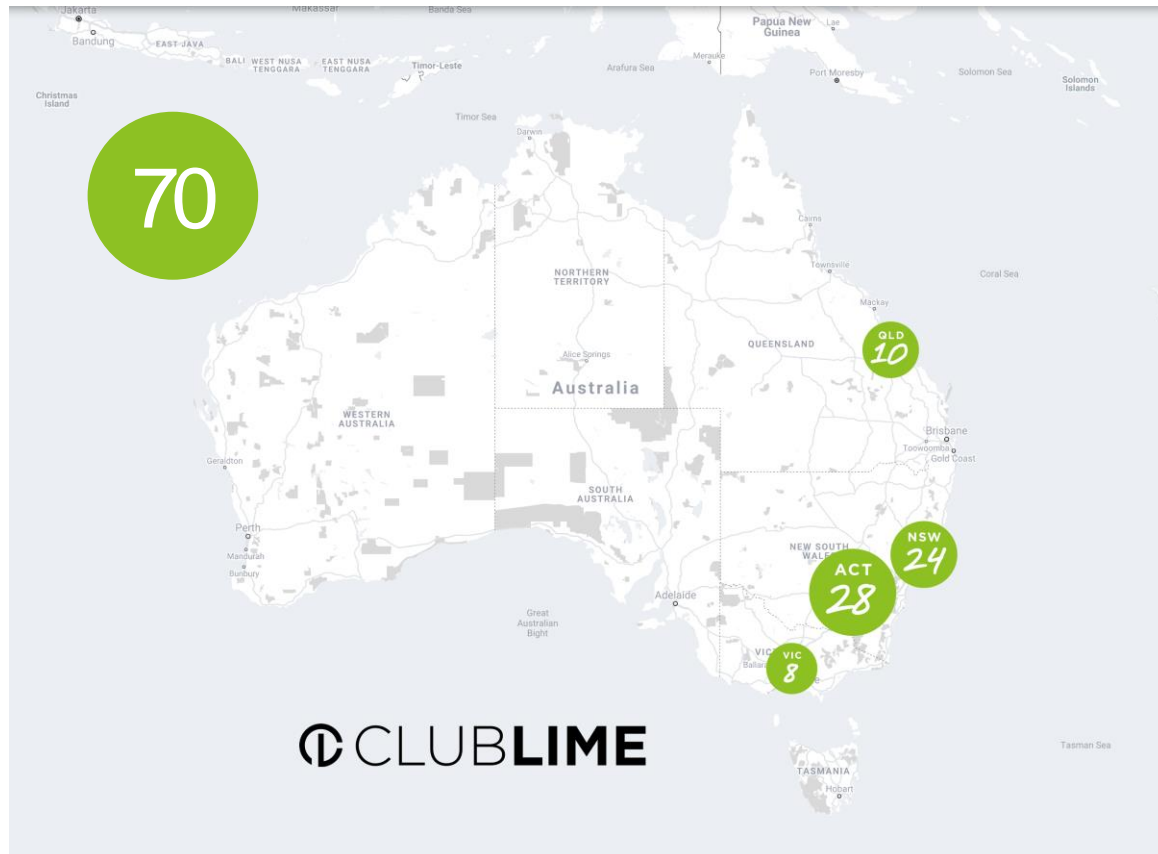 Jakarta
Makassar
Banda Sea
Papua New
Guinea
Lae
Bandung
EAST JAVA
BALI
WEST NUSA
TENGGARA
EAST NUSA
TENGGARA
Timor-Leste
Merauke
Arafura Sea
Port Moresby
Solomon Sea
Solomon
Islands
Christmas
Island
Timor Sea
Darwin
70
Cairns
Townsville
Coral Sea
NORTHERN
TERRITORY
Mackay
QLD
10
QUEENSLAND
Alice Springs
Australia
WESTERN
AUSTRALIA
Brisbane
Toowoomba
Gold Coast
Geraldton
SOUTH
AUSTRALIA
Perth
Mandurah
Bunbury
NEW SOUTH
WALES
NSW
24
ACT
28
Adelaide
Great
Australian
Bight
VIC
8
CLUBLIME
Tasman Sea
TASMANIA
Hobart